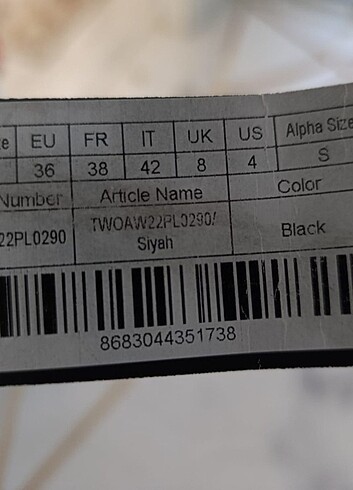 ze EU FR IT UK US Alpha Size
36 38 42 8 4 S
Number Article Name Color
22PL0290 TWOAW22PL0290/ Black
Siyah
8683044351738